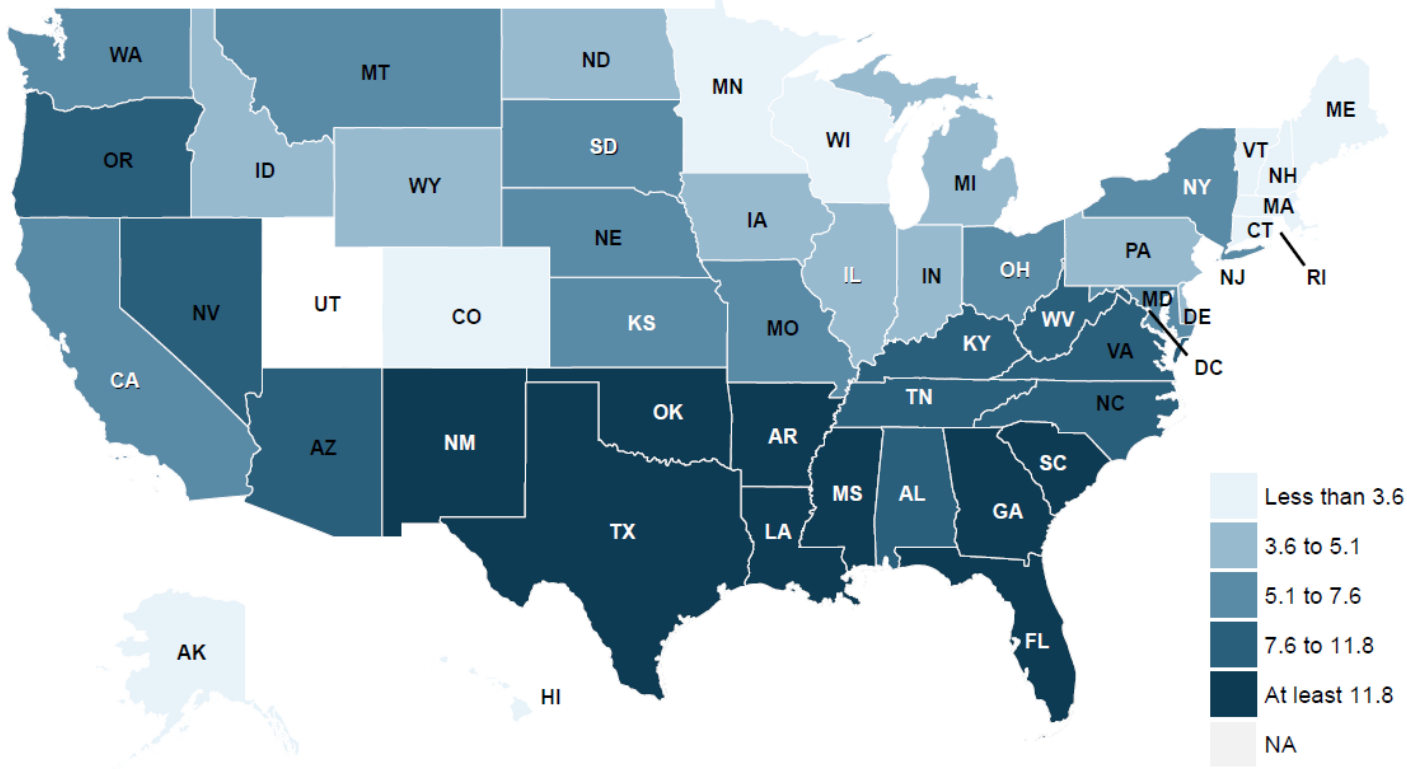 WA
MT
ND
MN
ME
OR
ID
WY
SD
WI
MI
VT
NH
NY
MA
CT
RI
NE
IA
PA
NJ
NV
UT
CO
KS
MO
IL
IN
OH
MD
DE
DC
WV
KY
VA
CA
AZ
NM
OK
AR
TN
NC
SC
TX
LA
MS
AL
GA
FL
AK
HI
Less than 3.6
3.6 to 5.1
5.1 to 7.6
7.6 to 11.8
At least 11.8
NA